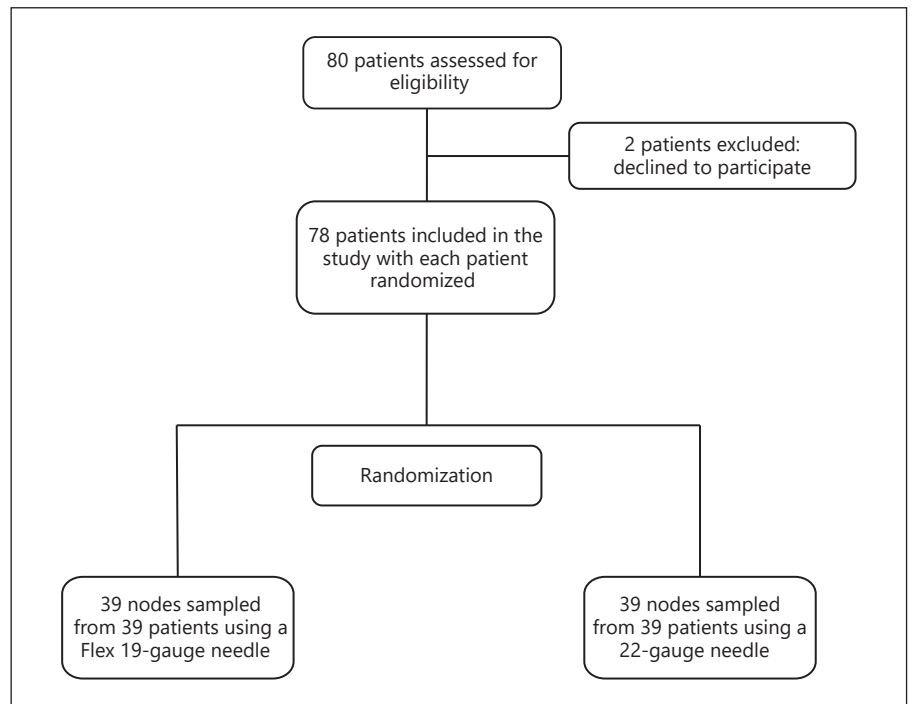 80 patients assessed for
eligibility
2 patients excluded:
declined to participate
78 patients included in the
study with each patient
randomized
Randomization
39 nodes sampled
from 39 patients using a
Flex 19-gauge needle
39 nodes sampled
from 39 patients using a
22-gauge needle